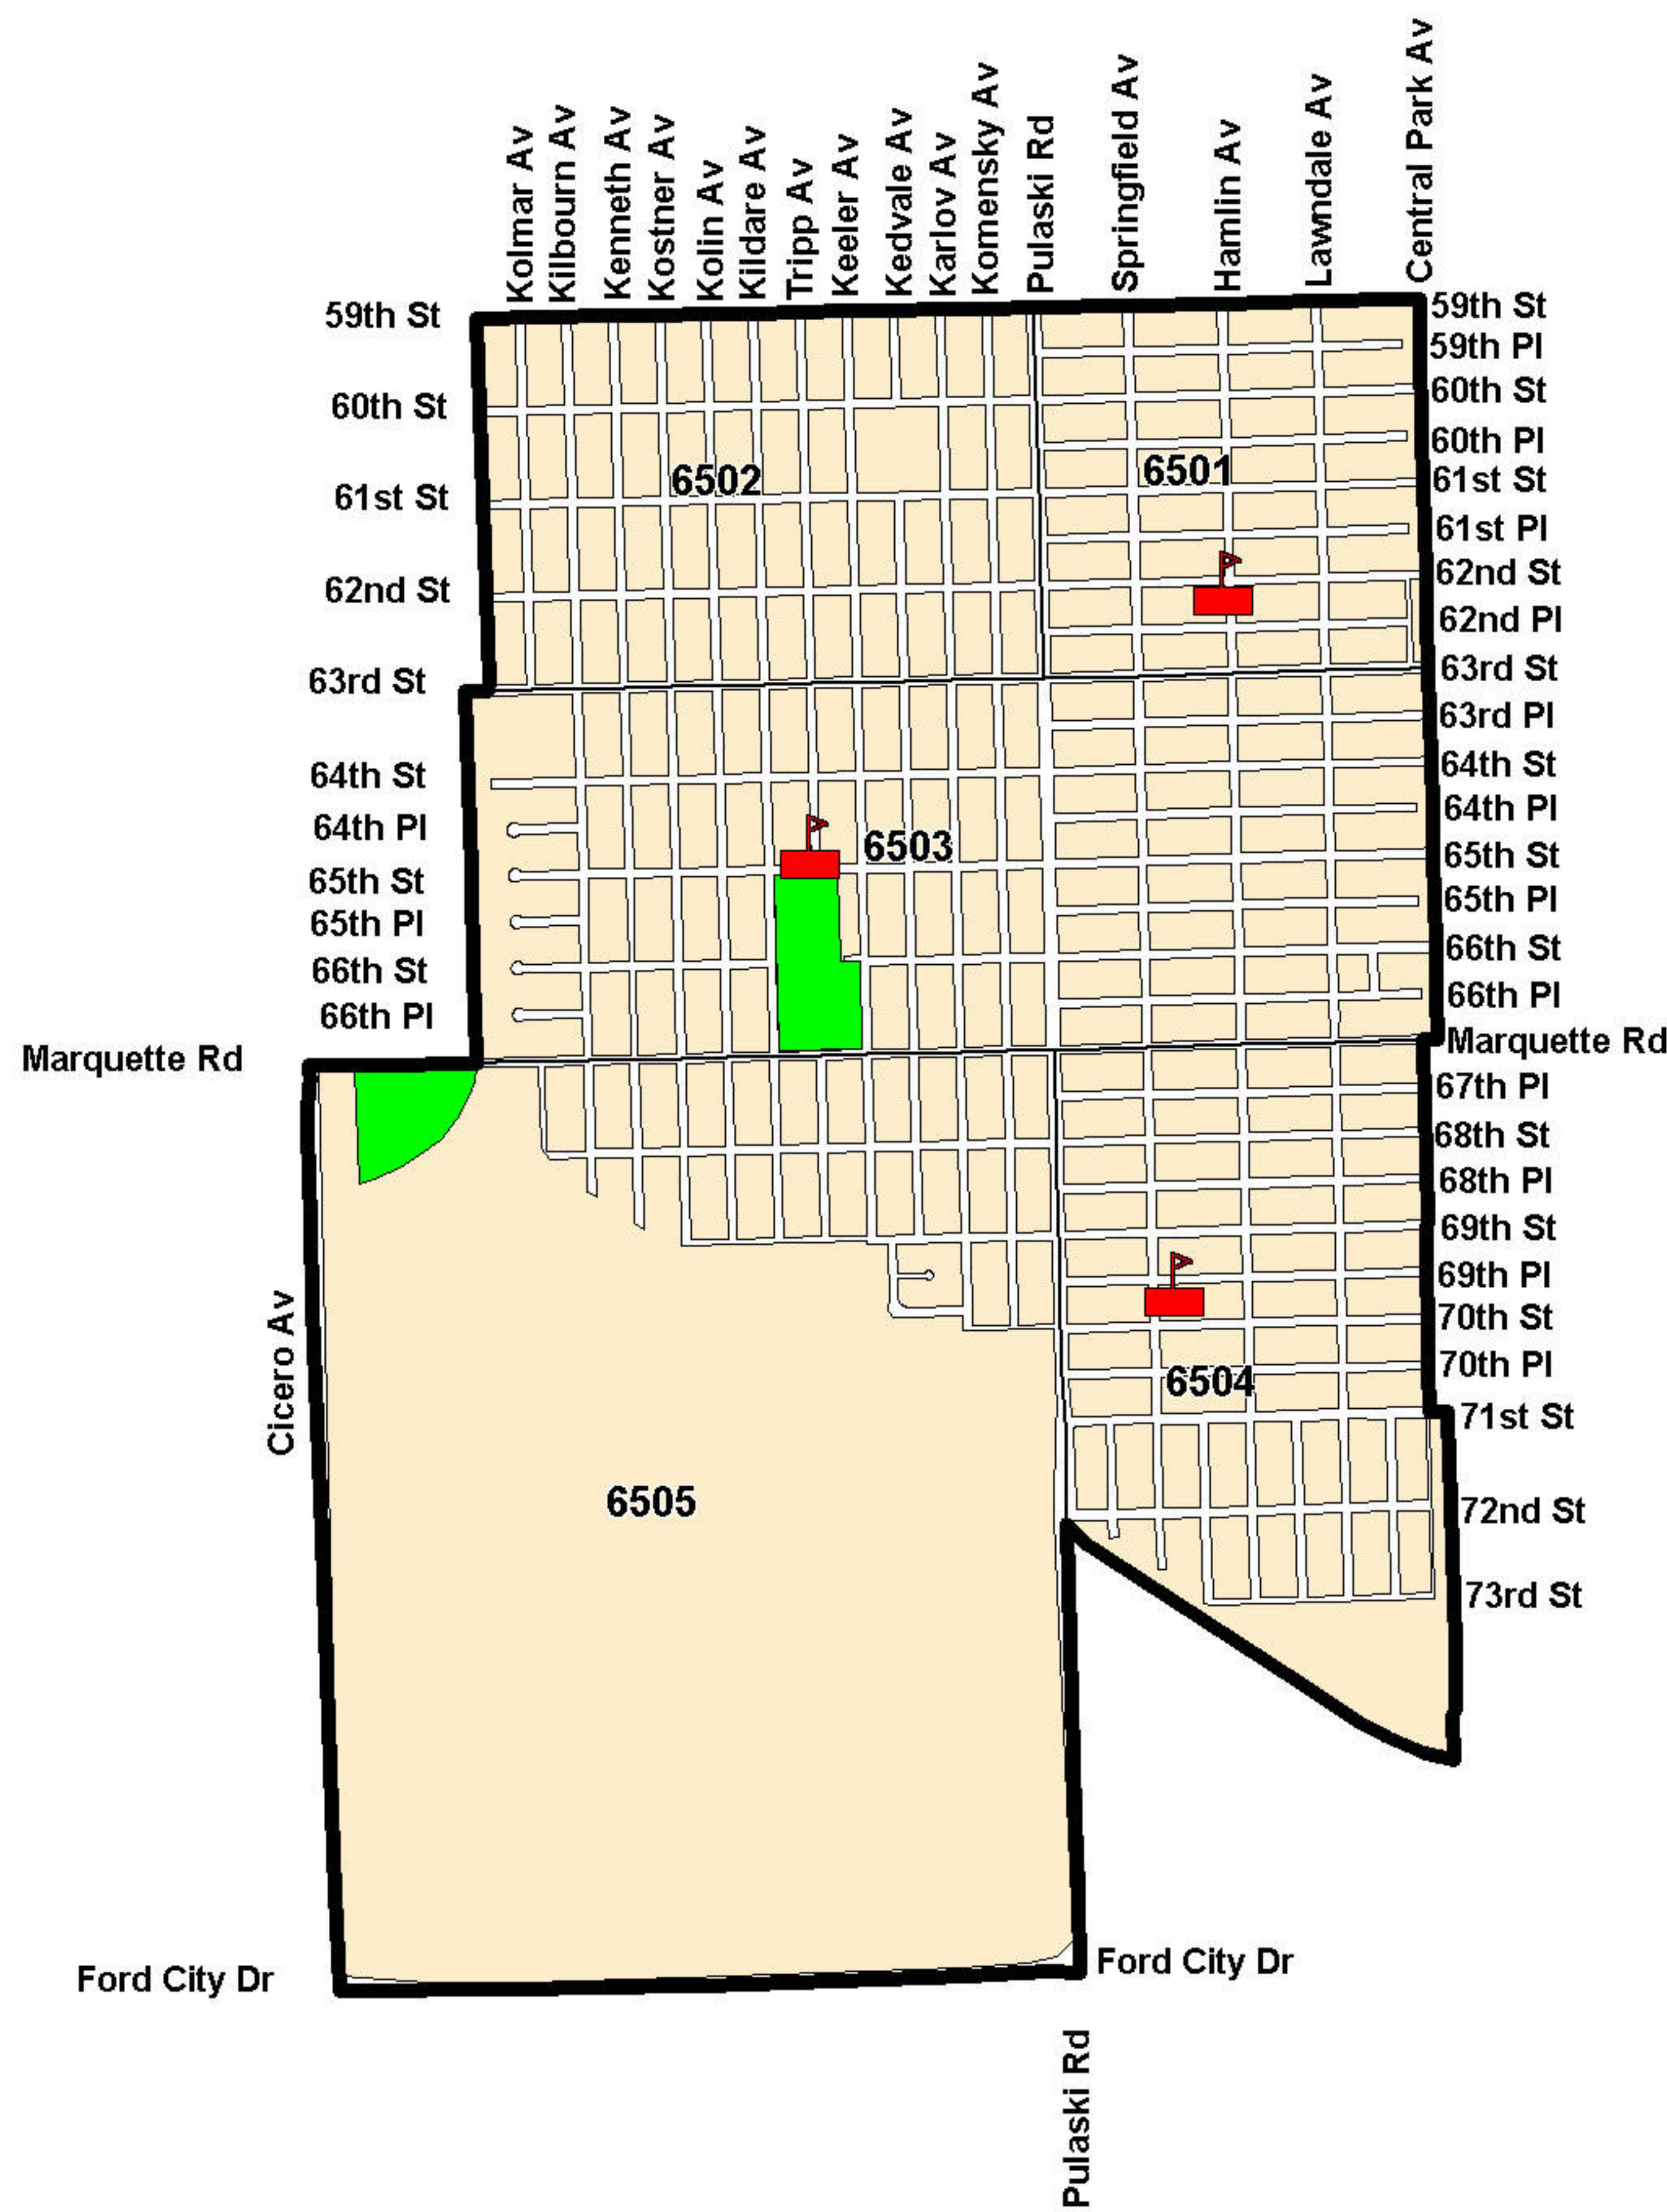 Kolmar Av
Kilbourn Av
Kenneth Av
Kostner Av
Kolin Av
Kildare Av
Tripp Av
Keeler Av
Kedvale Av
Karlov Av
Komensky Av
Pulaski Rd
Springfield Av
Hamlin Av
Lawndale Av
Central Park Av
59th St
60th St
61st St
62nd St
63rd St
64th St
64th Pl
65th St
65th Pl
66th St
66th Pl
Marquette Rd
Cicero Av
Ford City Dr
6502
6501
6503
6504
6505
59th St
59th Pl
60th St
60th Pl
61st St
61st Pl
62nd St
62nd Pl
63rd St
63rd Pl
64th St
64th Pl
65th St
65th Pl
66th St
66th Pl
Marquette Rd
67th Pl
68th St
68th Pl
69th St
69th Pl
70th St
70th Pl
71st St
72nd St
73rd St
Ford City Dr
Pulaski Rd